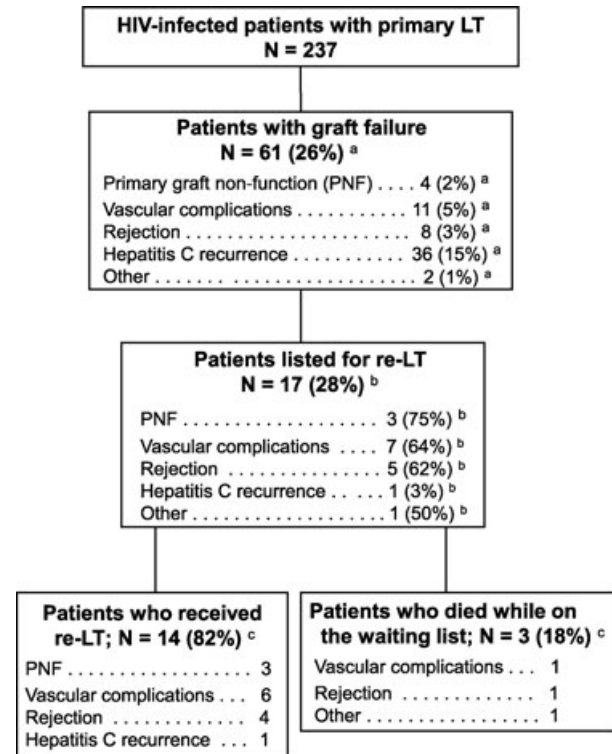 HIV-infected patients with primary LT
N = 237
Patients with graft failure
N = 61 (26%) a
Primary graft non-function (PNF) . . . . 4 (2%) a
Vascular complications . . . . . . . . . . . 11 (5%) a
Rejection . . . . . . . . . . . . . . . . . . . . . . . 8 (3%) a
Hepatitis C recurrence . . . . . . . . . . 36 (15%) a
Other . . . . . . . . . . . . . . . . . . . . . . . . . . 2 (1%) a
Patients listed for re-LT
N = 17 (28%) b
PNF . . . . . . . . . . . . . . . . . . . 3 (75%) b
Vascular complications . . . . 7 (64%) b
Rejection . . . . . . . . . . . . . . . 5 (62%) b
Hepatitis C recurrence . . . . 1 (3%) b
Other . . . . . . . . . . . . . . . . . . 1 (50%) b
Patients who received
re-LT; N = 14 (82%) c
PNF . . . . . . . . . . . . . . . . . . 3
Vascular complications . . . 6
Rejection . . . . . . . . . . . . . . 4
Hepatitis C recurrence . . . 1
Patients who died while on
the waiting list; N = 3 (18%) c
Vascular complications . . . 1
Rejection . . . . . . . . . . . . . 1
Other . . . . . . . . . . . . . . . . . 1